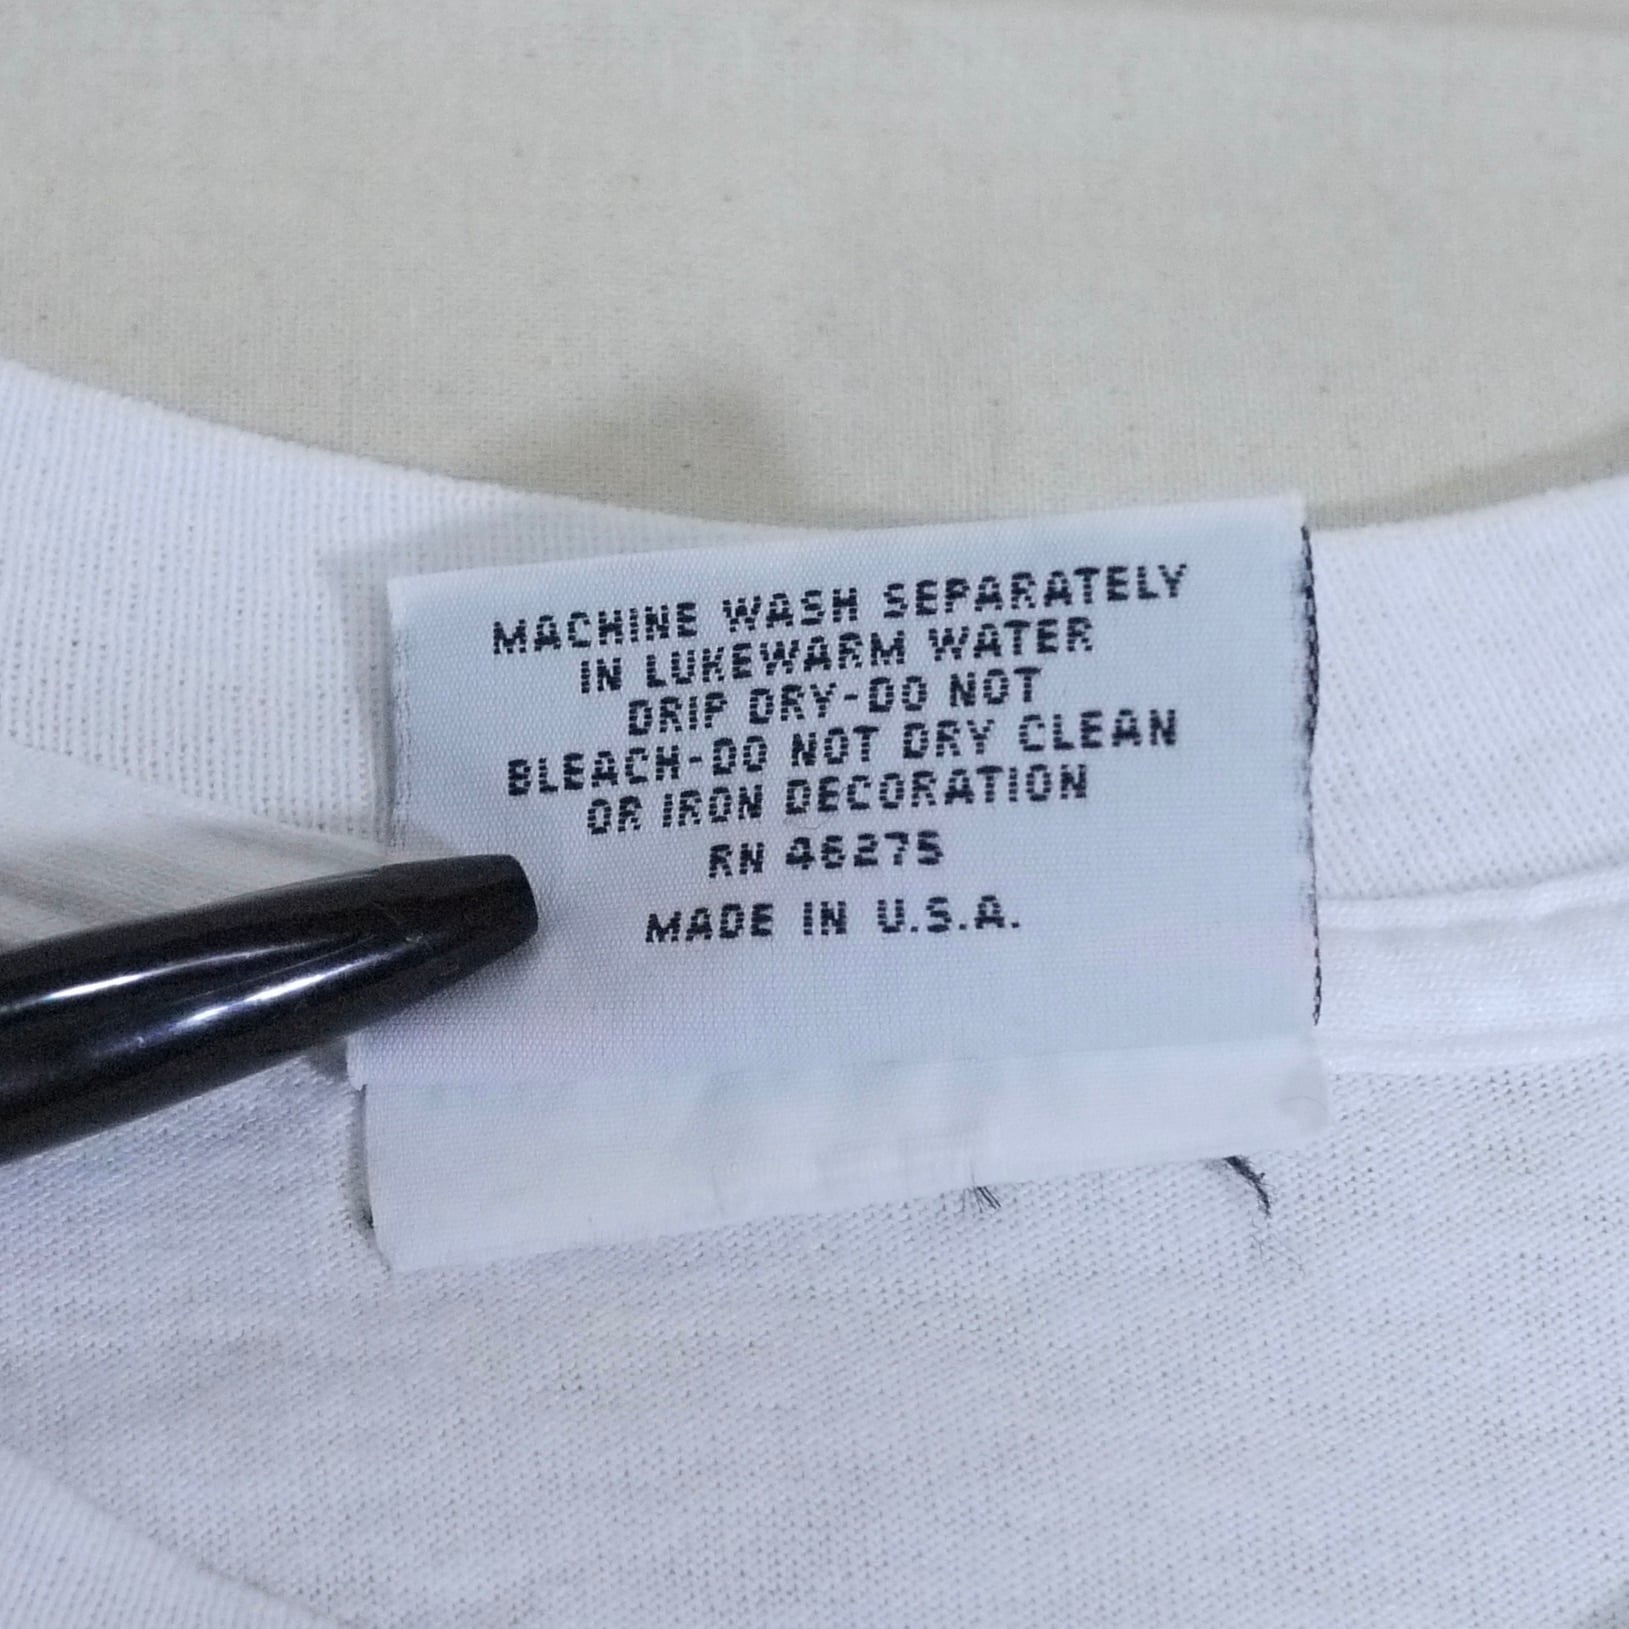 MACHINE WASH SEPARATELY
IN LUKEWARM WATER
DRIP DRY-DO NOT
BLEACH-DO NOT DRY CLEAN
OR IRON DECORATION
RN 46275
MADE IN U.S.A.